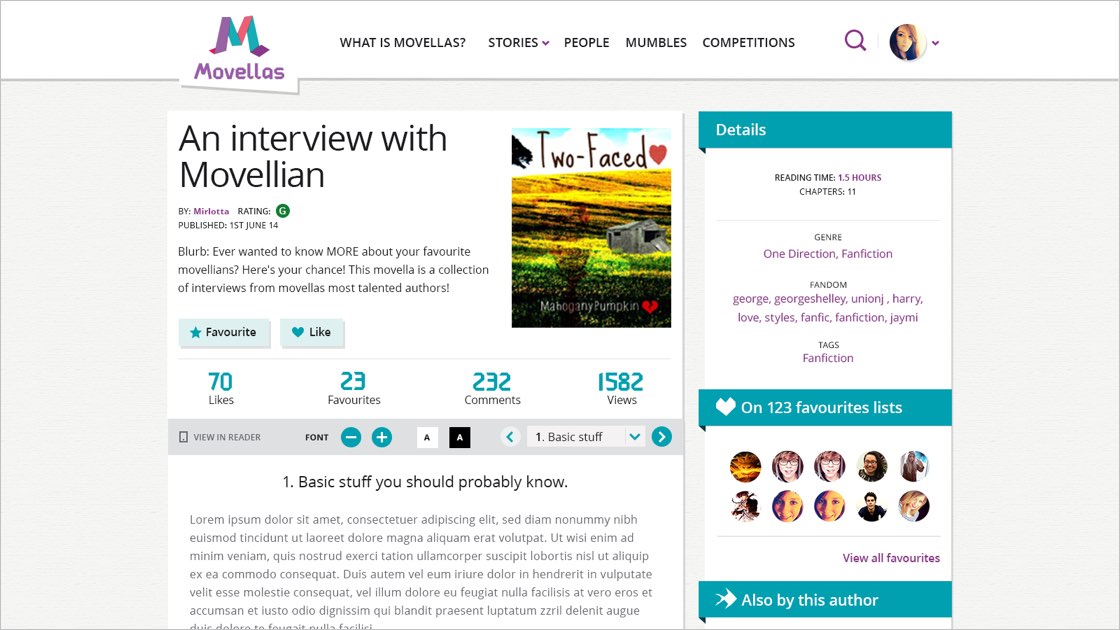 Movellas
WHAT IS MOVELLAS?
STORIES
PEOPLE
MUMBLES
COMPETITIONS
An interview with
Movellian
BY: Mirlotta RATING: G
PUBLISHED: 1ST JUNE 14
Blurb: Ever wanted to know MORE about your favourite
movellians? Here's your chance! This movella is a collection
of interviews from movellas most talented authors!
Two-Faced
MahoganyPumpkin
Favourite
Like
70
Likes
23
Favourites
232
Comments
1582
Views
VIEW IN READER
FONT
A
A
1. Basic stuff
1. Basic stuff you should probably know.
Lorem ipsum dolor sit amet, consectetuer adipiscing elit, sed diam nonummy nibh
euismod tincidunt ut laoreet dolore magna aliquam erat volutpat. Ut wisi enim ad
minim veniam, quis nostrud exerci tation ullamcorper suscipit lobortis nisl ut aliquip
ex ea commodo consequat. Duis autem vel eum iriure dolor in hendrerit in vulputate
velit esse molestie consequat, vel illum dolore eu feugiat nulla facilisis at vero eros et
accumsan et iusto odio dignissim qui blandit praesent luptatum zzril delenit augue
duis dolore te feugait nulla facilisi.
Details
READING TIME: 1.5 HOURS
CHAPTERS: 11
GENRE
One Direction, Fanfiction
FANDOM
george, georgeshelley, unionj , harry,
love, styles, fanfic, fanfiction, jaymi
TAGS
Fanfiction
On 123 favourites lists
View all favourites
Also by this author